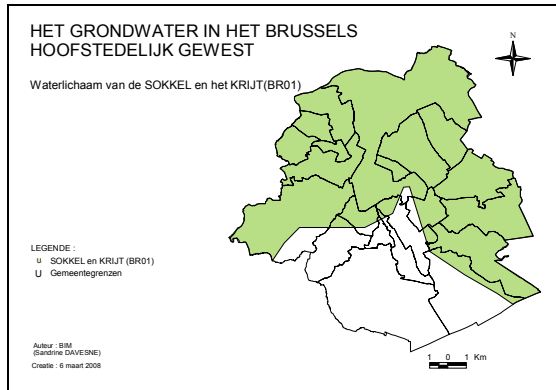 HET GRONDWATER IN HET BRUSSELS
HOOFSTEDELIJK GEWEST
N
Waterlichaam van de SOKKEL en het KRIJT(BR01)
LEGENDE :
u SOKKEL en KRIJT (BR01)
U Gemeentegrenzen
Auteur : BIM
(Sandrine DAVESNE)
Creatie : 6 maart 2008
1 0 1 Km